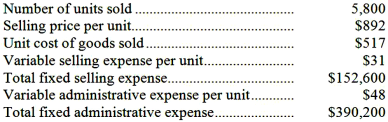 Number of units sold ........................................... 5,800
Selling price per unit........................................... $892
Unit cost of goods sold ........................................ $517
Variable selling expense per unit......................... $31
Total fixed selling expense................................... $152,600
Variable administrative expense per unit............ $48
Total fixed administrative expense...................... $390,200